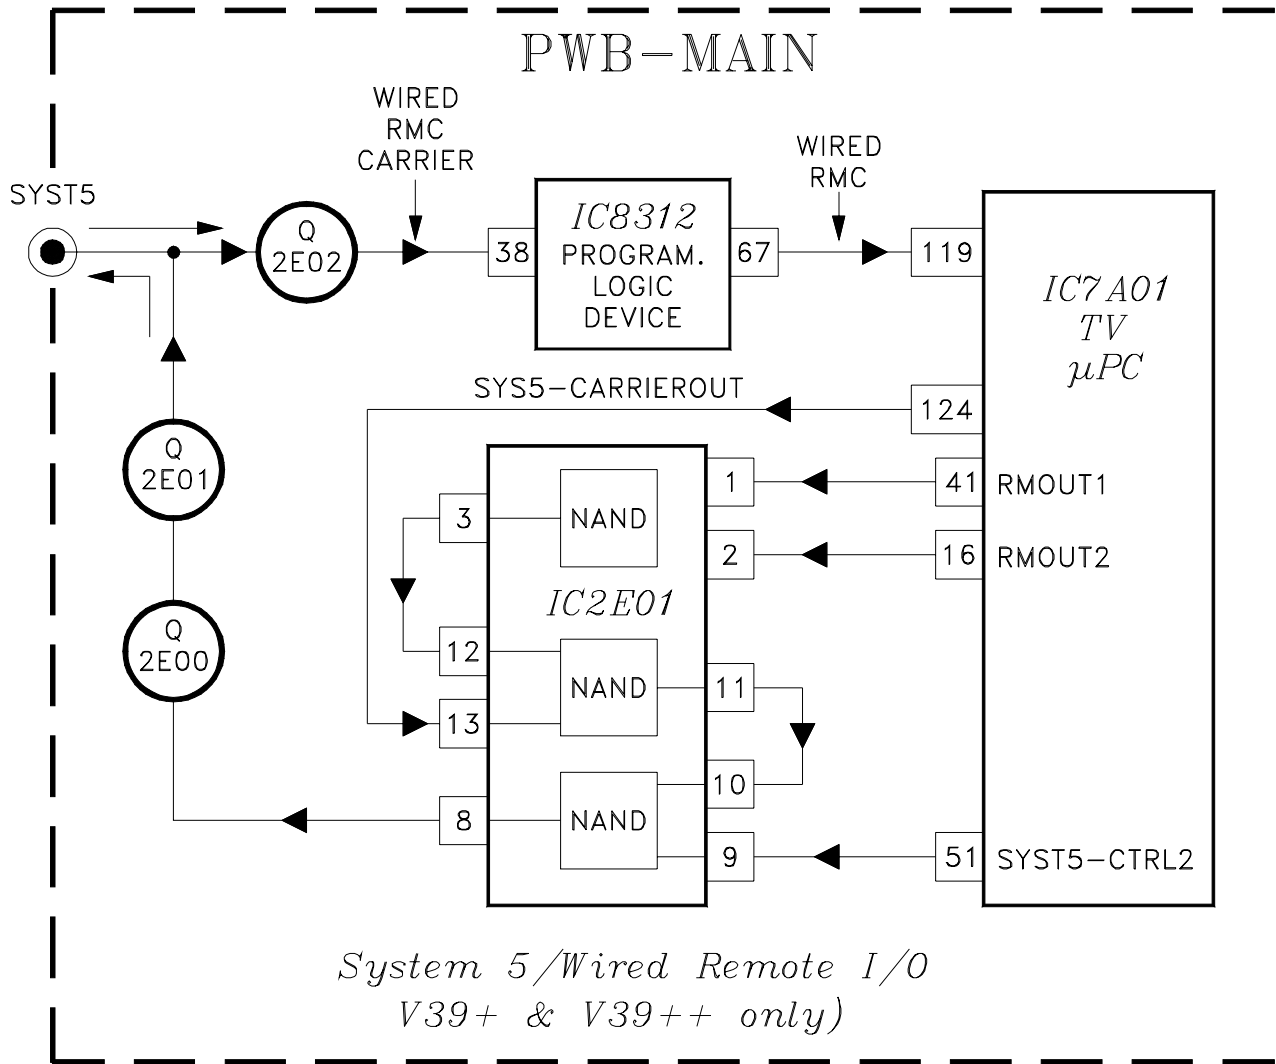 PWB-MAIN
WIRED
RMC
CARRIER
WIRED
RMC
SYST5
Q
2E02
38
IC8312
PROGRAM.
LOGIC
DEVICE
67
119
IC7A01
TV
µPC
SYS5-CARRIEROUT
124
Q
2E01
3
NAND
1
41
RMOUT1
2
16
RMOUT2
IC2E01
Q
2E00
12
NAND
11
13
10
8
NAND
9
51
SYST5-CTRL2
System 5/Wired Remote I/O
V39+ & V39++ only)